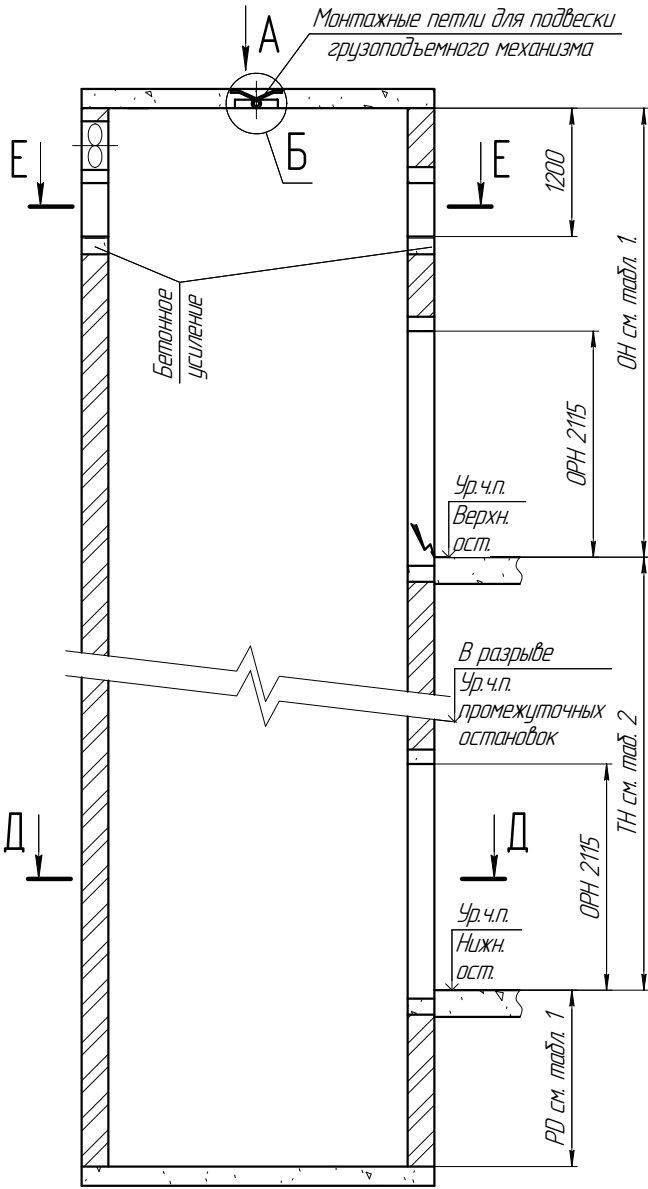 А
Монтажные петли для подвески
грузоподъемного механизма
Б
Е
Е
1200
ОН см. табл. 1.
Бетонное
усиление
ОРН 2115
Ур.ч.п.
Верхн.
ост.
В разрыве
Ур.ч.п.
промежуточных
остановок
ТН см. таб. 2
Д
Д
ОРН 2115
Ур.ч.п.
Нижн.
ост.
PD см. табл. 1